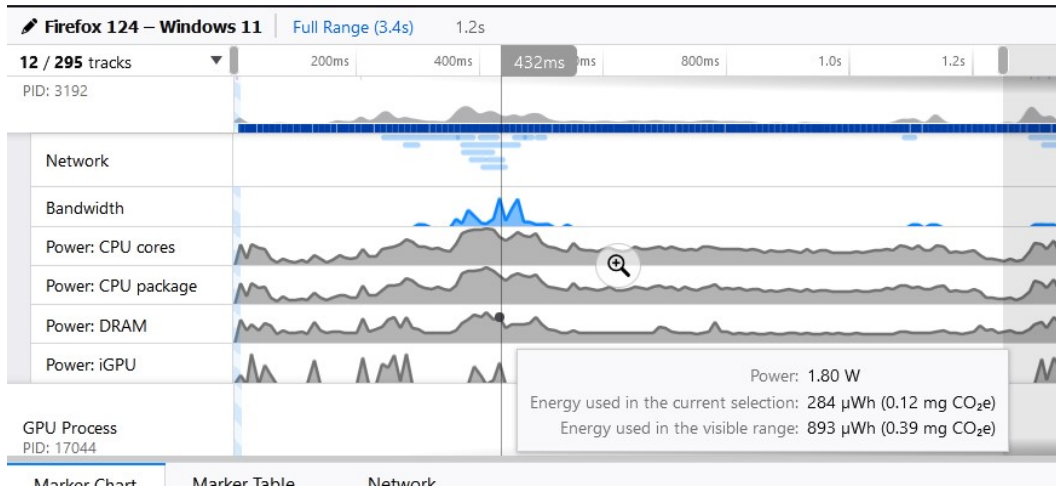 Firefox 124 – Windows 11 Full Range (3.4s) 1.2s
12 / 295 tracks 200ms 400ms 432ms 800ms 1.0s 1.2s
PID: 3192
Network
Bandwidth
Power: CPU cores
Power: CPU package
Power: DRAM
Power: iGPU
Power: 1.80 W
Energy used in the current selection: 284 μWh (0.12 mg CO₂e)
Energy used in the visible range: 893 μWh (0.39 mg CO₂e)
GPU Process
PID: 17044
Marker Chart Marker Table Network